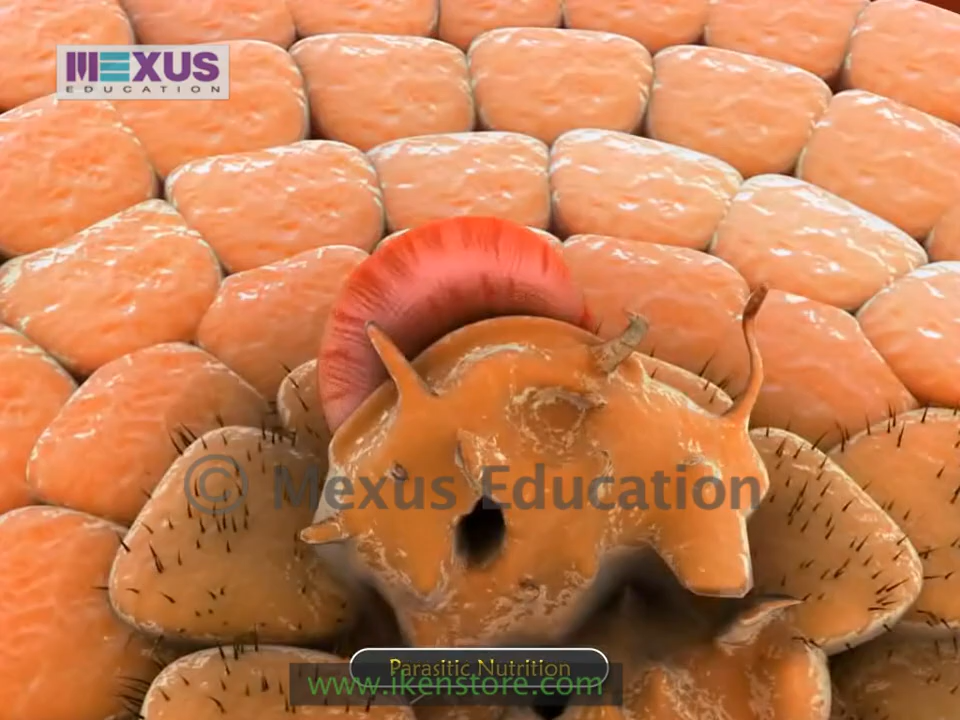 MEXUS
EDUCATION
© Mexus Education
Parasitic Nutrition
www.ikenstore.com